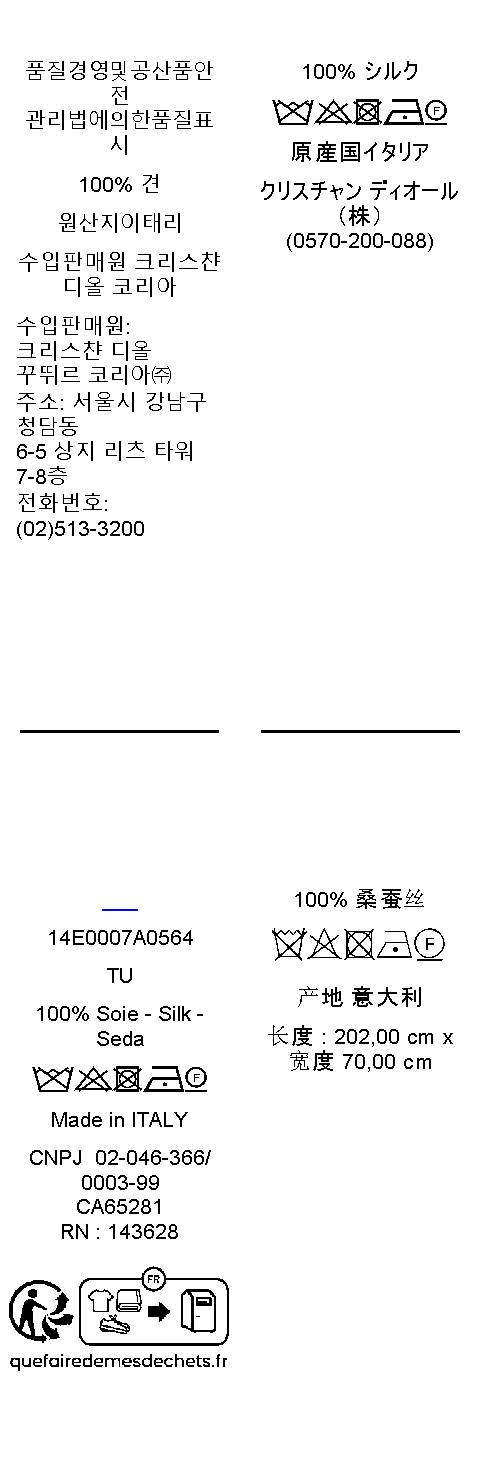 품질경영및공산품안
전
관리법에의한품질표
시
100% 견
원산지이태리
수입판매원 크리스챤
디올 코리아
수입판매원:
크리스챤 디올
꾸뛰르 코리아㈜
주소: 서울시 강남구
청담동
6-5 상지 리츠 타워
7-8층
전화번호:
(02)513-3200
100% シルク
F
原産国イタリア
クリスチャン ディオール
（株）
(0570-200-088)
14E0007A0564
TU
100% Soie - Silk -
Seda
F
Made in ITALY
CNPJ 02-046-366/
0003-99
CA65281
RN : 143628
FR
quefairedemesdechets.fr
100% 桑蚕丝
F
产地 意大利
长度 : 202,00 cm x
宽度 70,00 cm